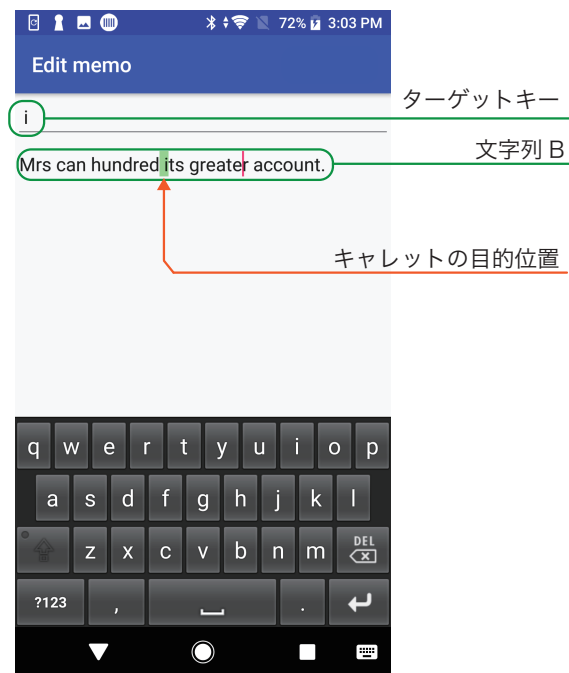 72% 3:03 PM
Edit memo
ターゲットキー
i
文字列 B
Mrs can hundred its greater account.
キャレットの目的位置
q w e r t y u i o p
a s d f g h j k l
z x c v b n m DEL
?123 , .